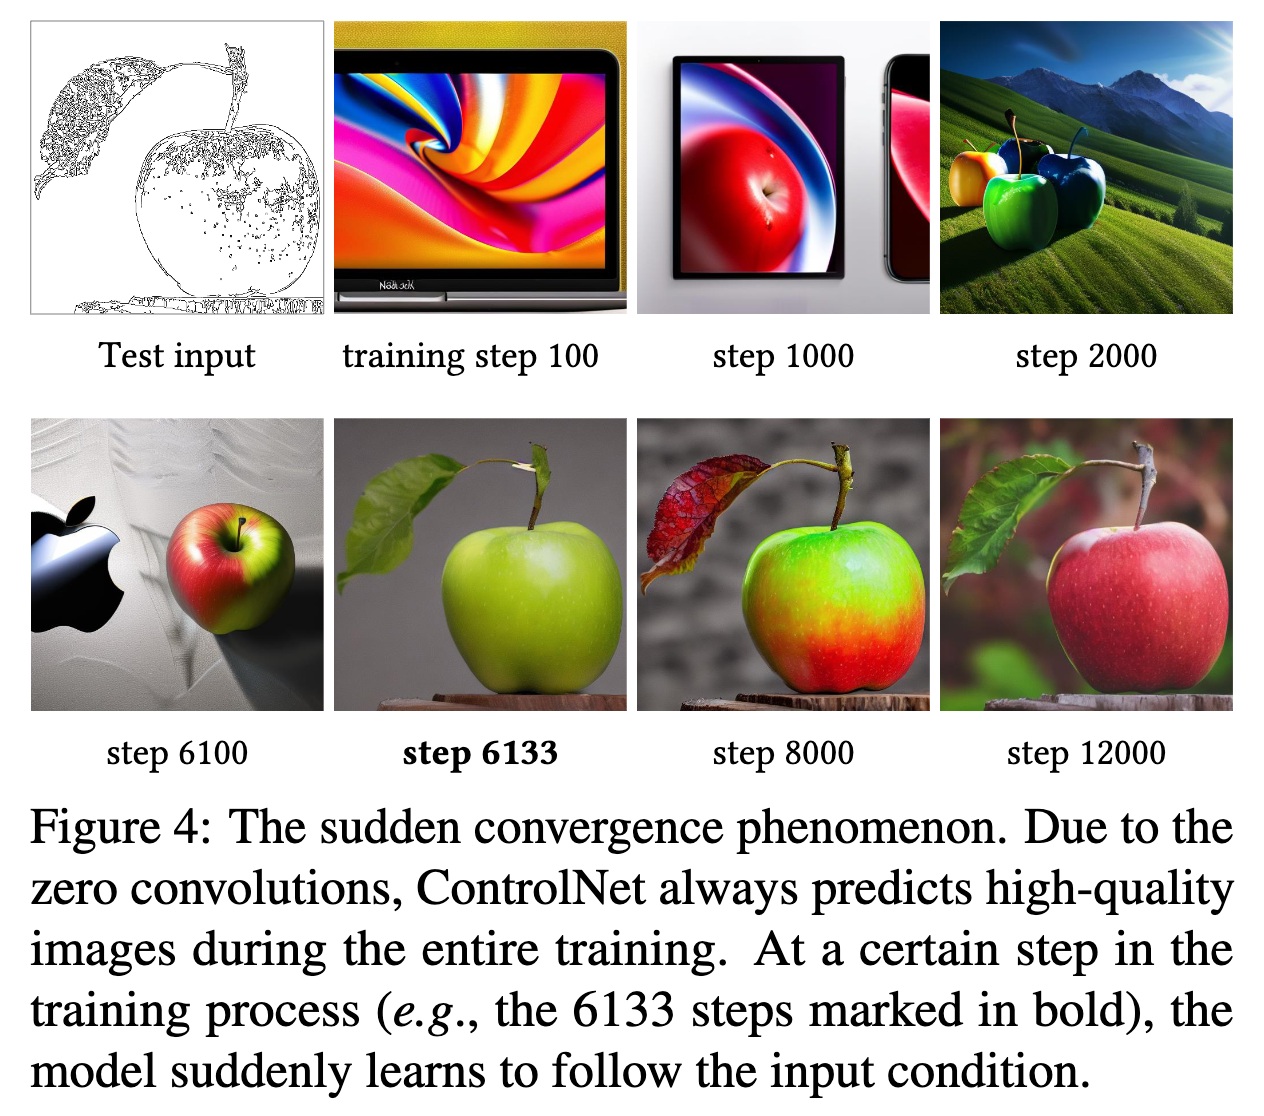 Test input
training step 100
step 1000
step 2000
step 6100
step 6133
step 8000
step 12000
Figure 4: The sudden convergence phenomenon. Due to the
zero convolutions, ControlNet always predicts high-quality
images during the entire training. At a certain step in the
training process (e.g., the 6133 steps marked in bold), the
model suddenly learns to follow the input condition.